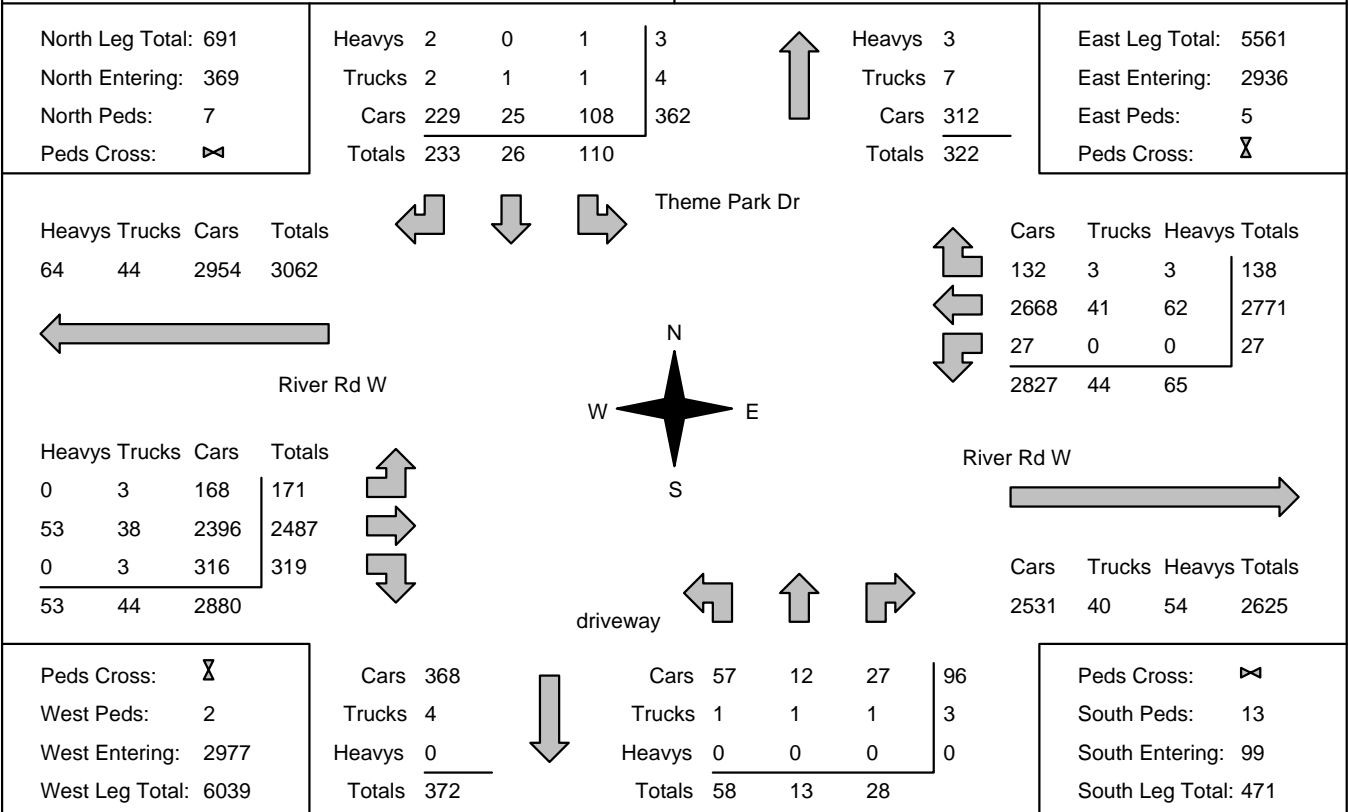 North Leg Total: 691
North Entering: 369
North Peds: 7
Peds Cross:
Heavys 2 0 1 3
Trucks 2 1 1 4
Cars 229 25 108 362
Totals 233 26 110
Heavys 3
Trucks 7
Cars 312
Totals 322
East Leg Total: 5561
East Entering: 2936
East Peds: 5
Peds Cross:
Theme Park Dr
Heavys Trucks Cars Totals
64 44 2954 3062
Cars Trucks Heavys Totals
132 3 3 138
2668 41 62 2771
27 0 0 27
2827 44 65
River Rd W
N
W E
S
Heavys Trucks Cars Totals
0 3 168 171
53 38 2396 2487
0 3 316 319
53 44 2880
River Rd W
Cars Trucks Heavys Totals
2531 40 54 2625
driveway
Peds Cross:
West Peds: 2
West Entering: 2977
West Leg Total: 6039
Cars 368
Trucks 4
Heavys 0
Totals 372
Cars 57 12 27 96
Trucks 1 1 1 3
Heavys 0 0 0 0
Totals 58 13 28
Peds Cross:
South Peds: 13
South Entering: 99
South Leg Total: 471